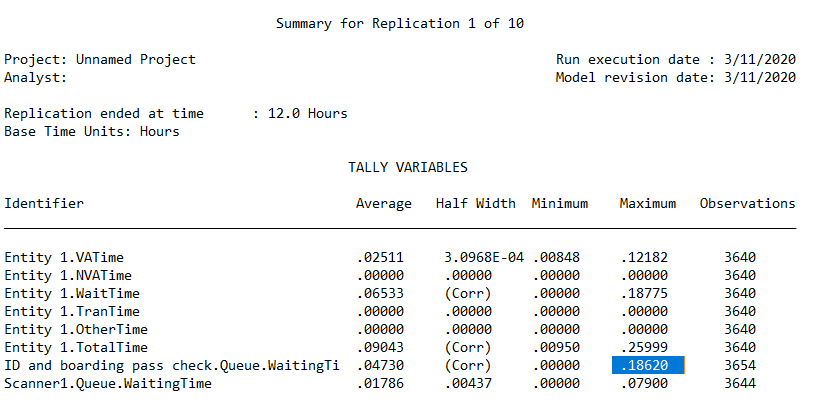 Summary for Replication 1 of 10
Project: Unnamed Project Run execution date : 3/11/2020
Analyst: Model revision date: 3/11/2020
Replication ended at time : 12.0 Hours
Base Time Units: Hours
TALLY VARIABLES
Identifier Average Half Width Minimum Maximum Observations
Entity 1.VATime .02511 3.0968E-04 .00848 .12182 3640
Entity 1.NVATime .00000 .00000 .00000 .00000 3640
Entity 1.WaitTime .06533 (Corr) .00000 .18775 3640
Entity 1.TranTime .00000 .00000 .00000 .00000 3640
Entity 1.OtherTime .00000 .00000 .00000 .00000 3640
Entity 1.TotalTime .09043 (Corr) .00950 .25999 3640
ID and boarding pass check.Queue.WaitingTi .04730 (Corr) .00000 .18620 3654
Scanner1.Queue.WaitingTime .01786 .00437 .00000 .07900 3644